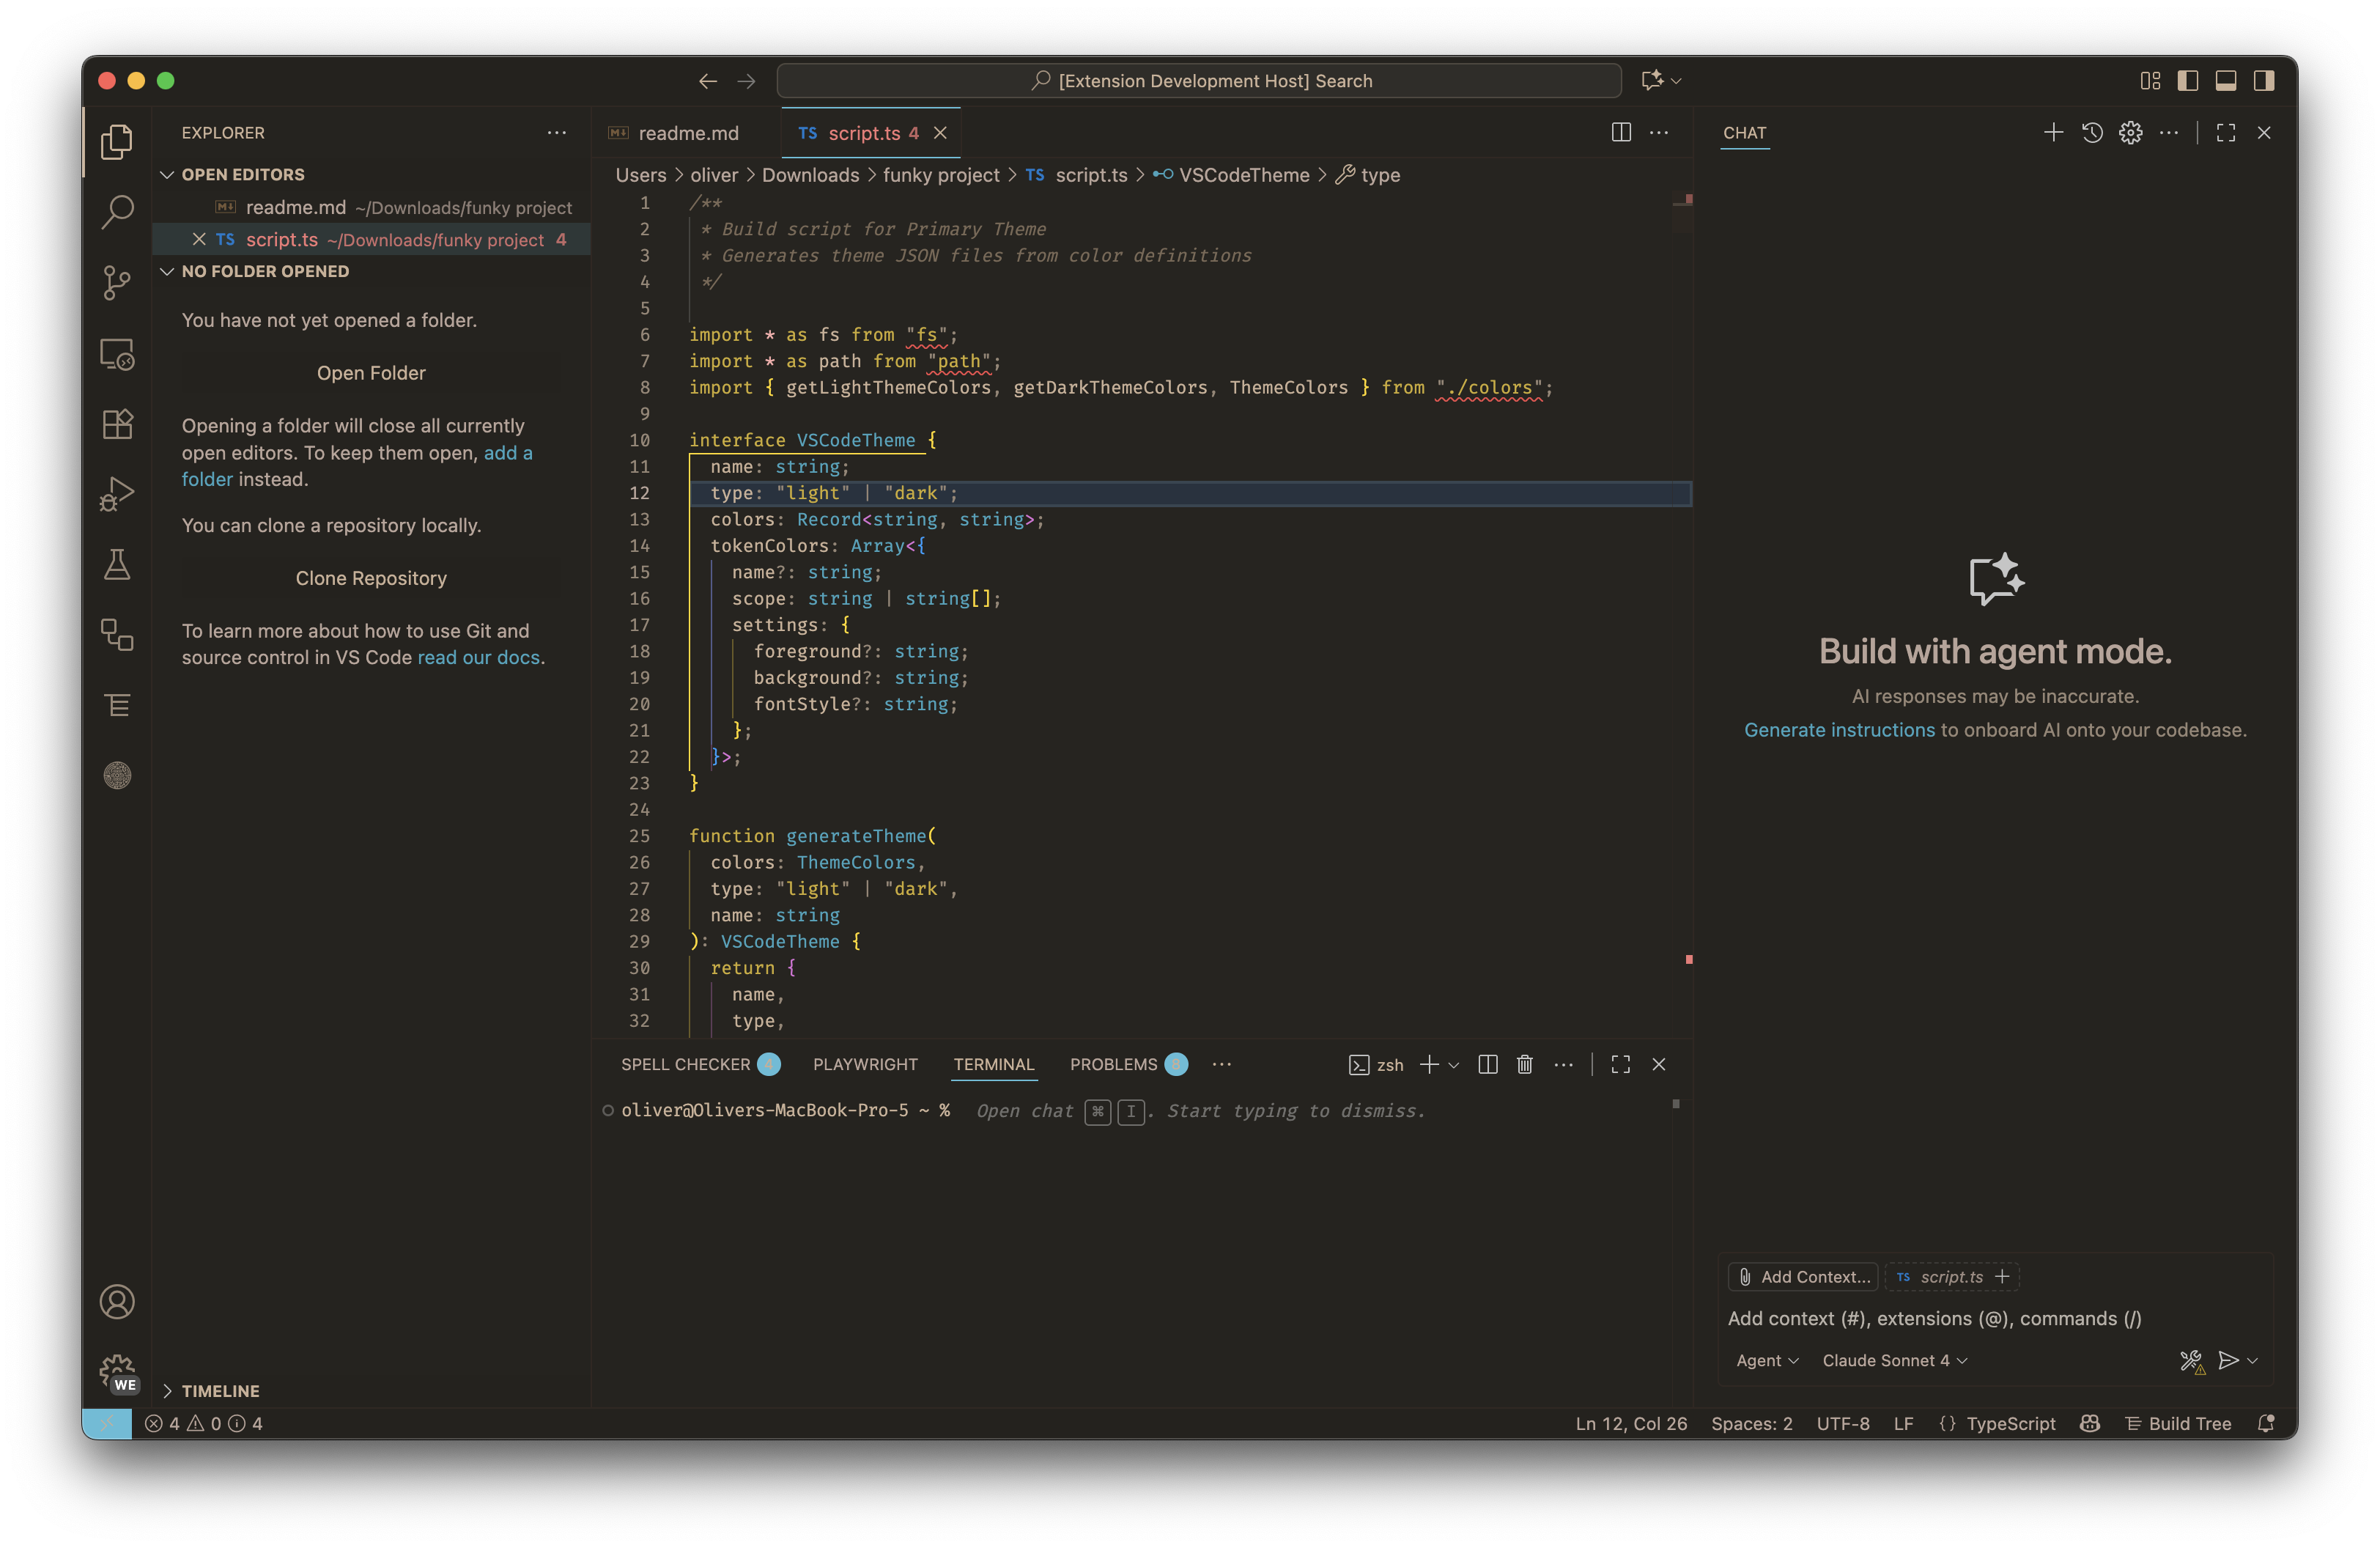 [Extension Development Host] Search
EXPLORER
OPEN EDITORS
readme.md ~/Downloads/funky project
TS script.ts ~/Downloads/funky project 4
NO FOLDER OPENED
You have not yet opened a folder.
Open Folder
Opening a folder will close all currently
open editors. To keep them open, add a
folder instead.
You can clone a repository locally.
Clone Repository
To learn more about how to use Git and
source control in VS Code read our docs.
TIMELINE
WE
readme.md
TS script.ts 4
Users > oliver > Downloads > funky project > TS script.ts > VSCodeTheme > type
1 /**
2 * Build script for Primary Theme
3 * Generates theme JSON files from color definitions
4 */
5
6 import * as fs from "fs";
7 import * as path from "path";
8 import { getLightThemeColors, getDarkThemeColors, ThemeColors } from "./colors";
9
10 interface VSCodeTheme {
11 name: string;
12 type: "light" | "dark";
13 colors: Record<string, string>;
14 tokenColors: Array<{
15 name?: string;
16 scope: string | string[];
17 settings: {
18 foreground?: string;
19 background?: string;
20 fontStyle?: string;
21 };
22 }>;
23 }
24
25 function generateTheme(
26 colors: ThemeColors,
27 type: "light" | "dark",
28 name: string
29 ): VSCodeTheme {
30 return {
31 name,
32 type,
SPELL CHECKER 4 PLAYWRIGHT TERMINAL PROBLEMS 8
zsh
oliver@Olivers-MacBook-Pro-5 ~ % Open chat ⌘ I. Start typing to dismiss.
CHAT
Build with agent mode.
AI responses may be inaccurate.
Generate instructions to onboard AI onto your codebase.
Add Context... TS script.ts
Add context (#), extensions (@), commands (/)
Agent Claude Sonnet 4
4 0 4
Ln 12, Col 26 Spaces: 2 UTF-8 LF {} TypeScript Build Tree